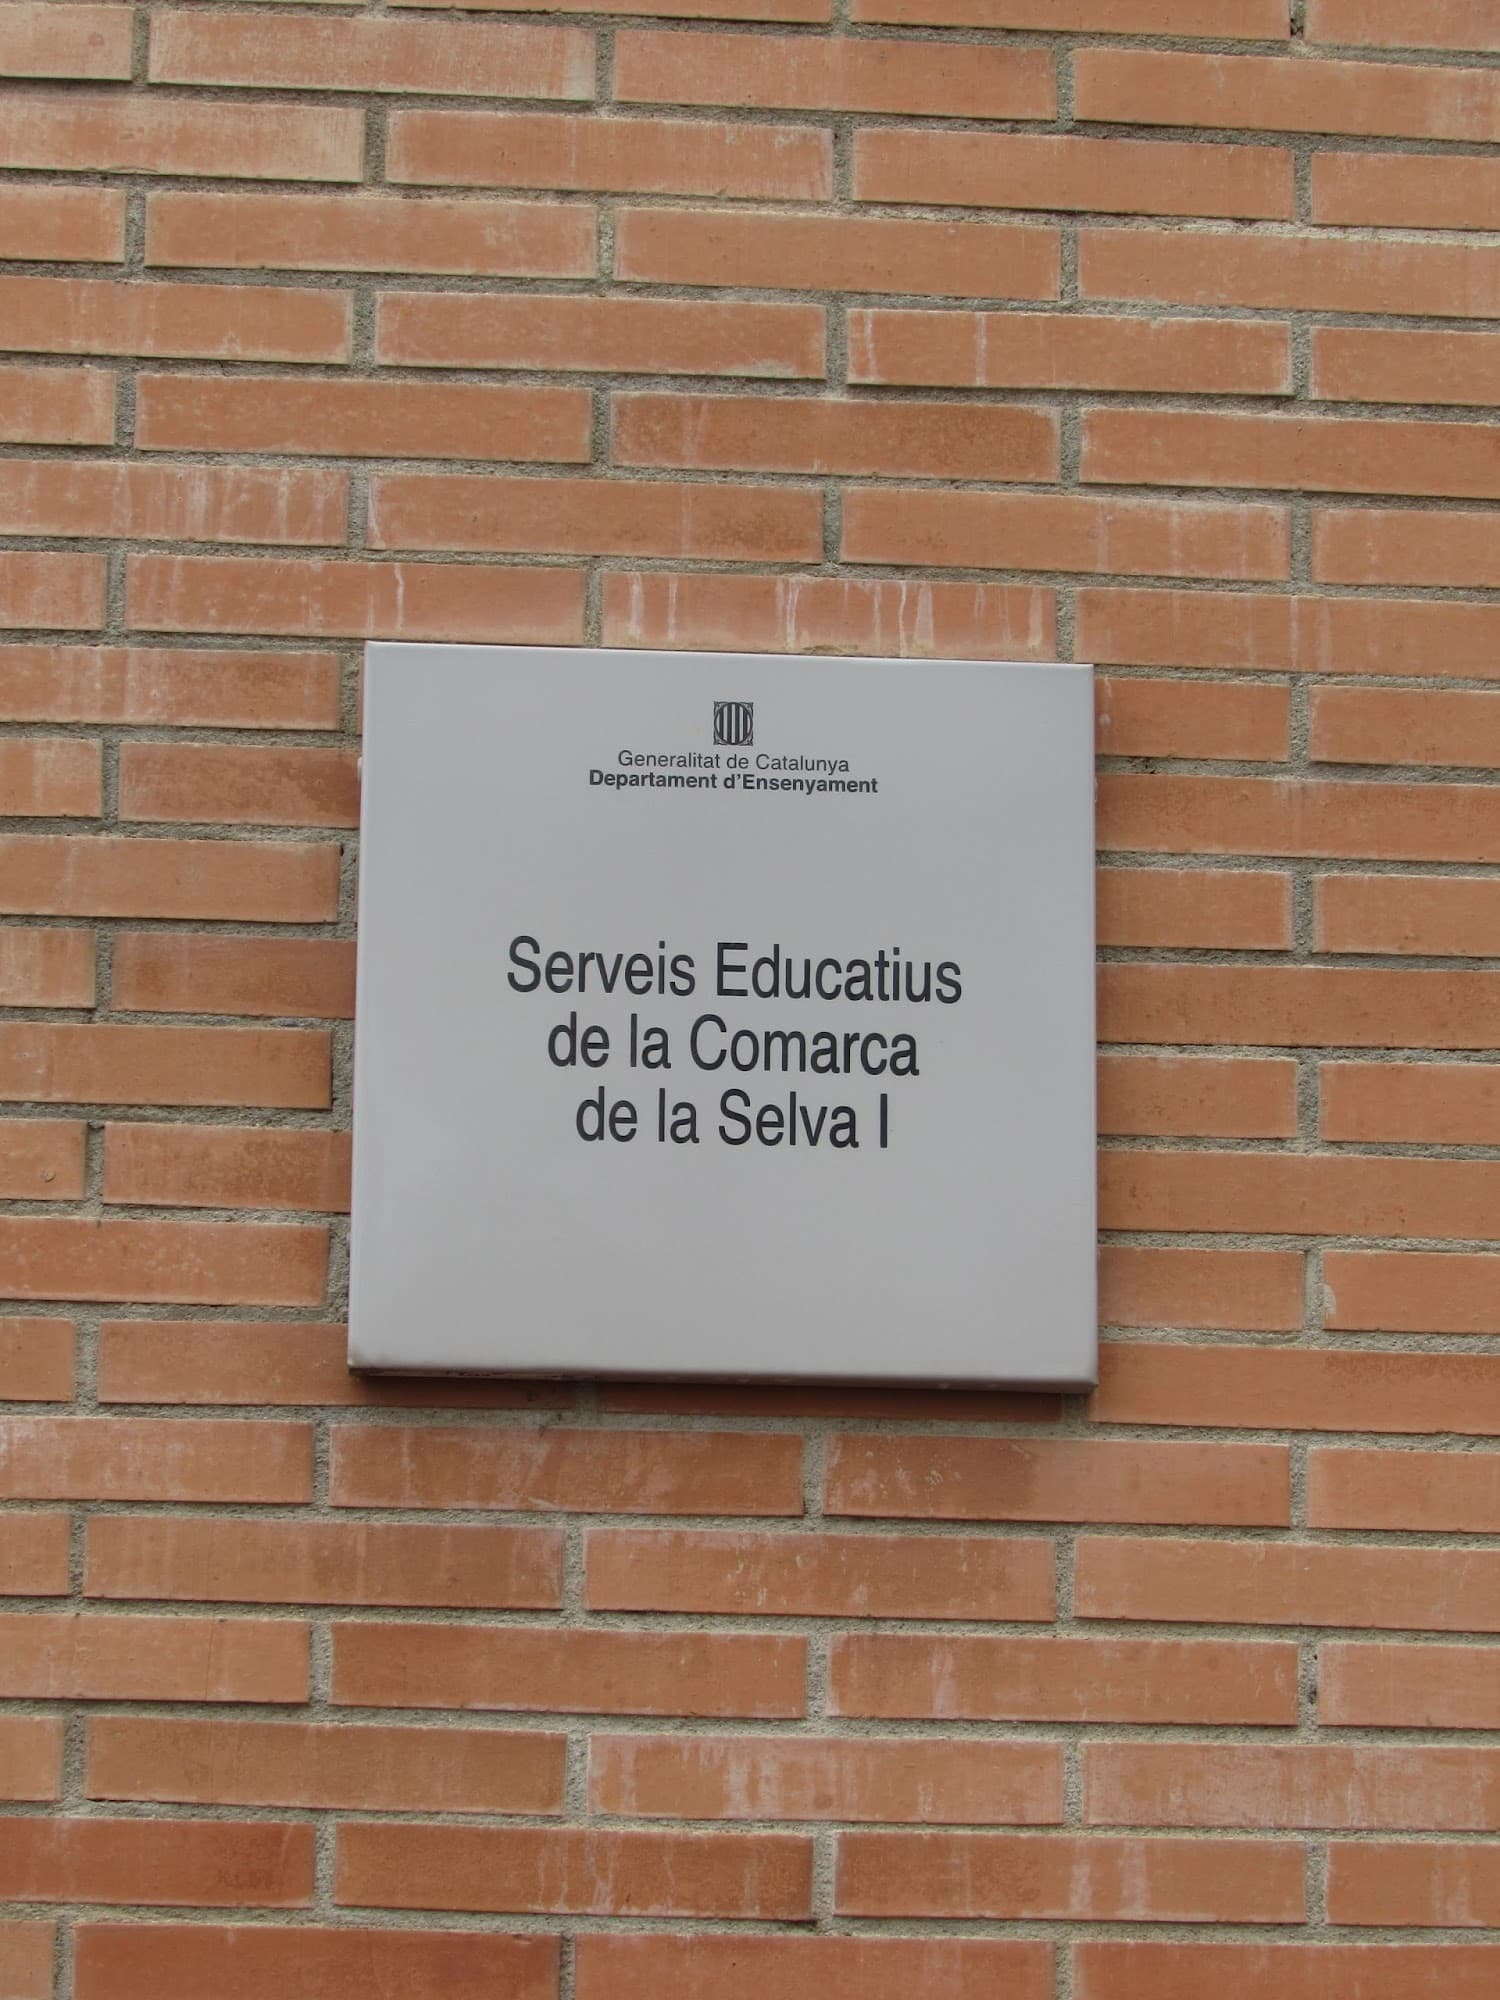 Generalitat de Catalunya
Departament d'Ensenyament
Serveis Educatius
de la Comarca
de la Selva I